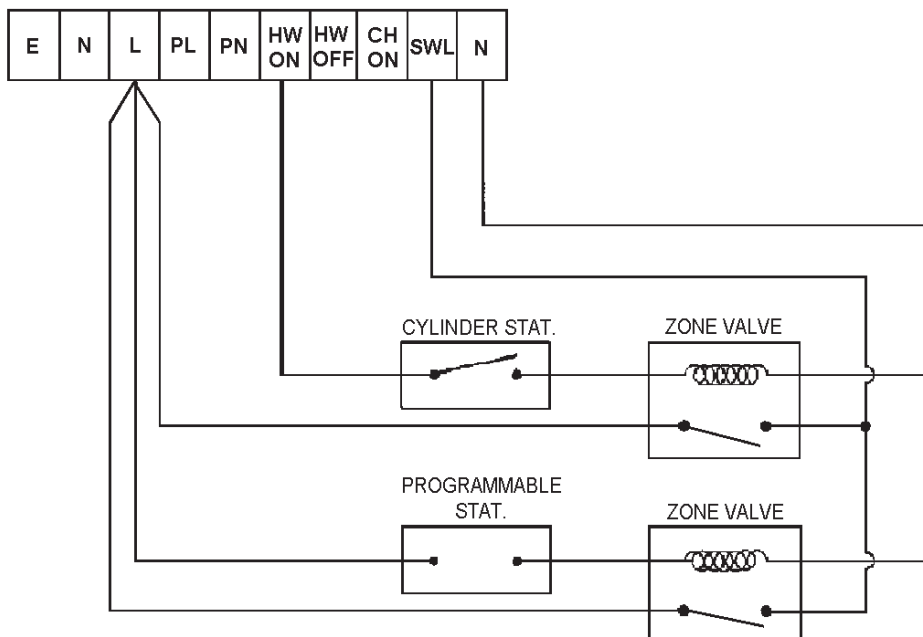 E N L PL PN HW ON HW OFF CH ON SWL N
CYLINDER STAT.
ZONE VALVE
PROGRAMMABLE
STAT.
ZONE VALVE